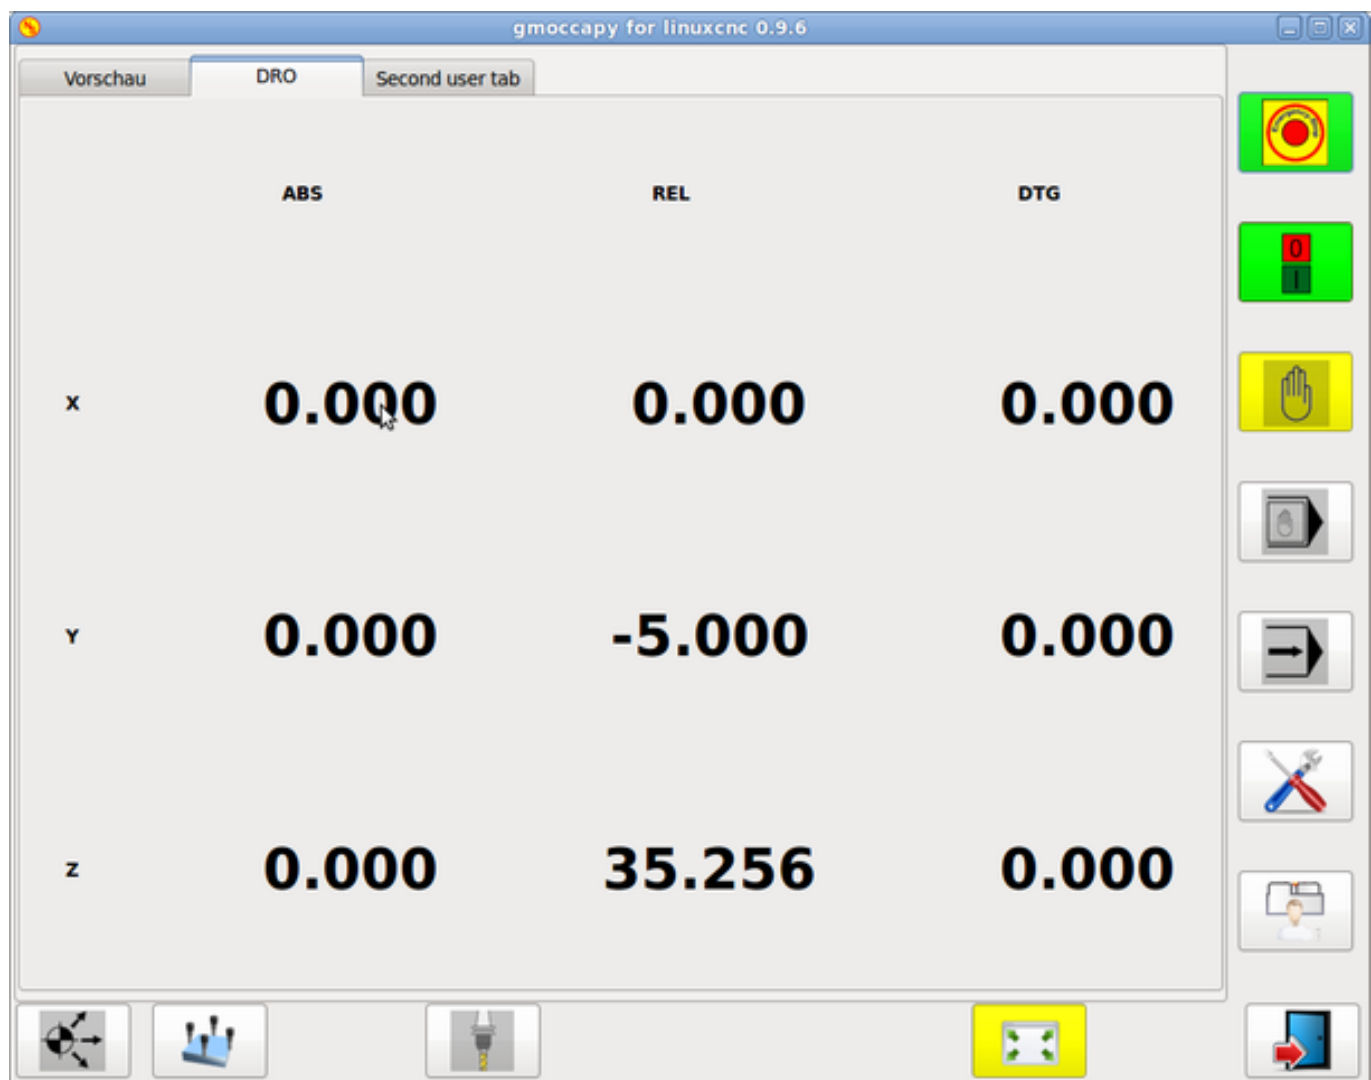 gmoccapy for linuxcnc 0.9.6
Vorschau DRO Second user tab
ABS REL DTG
0
I
X 0.000 0.000 0.000
Y 0.000 -5.000 0.000
Z 0.000 35.256 0.000